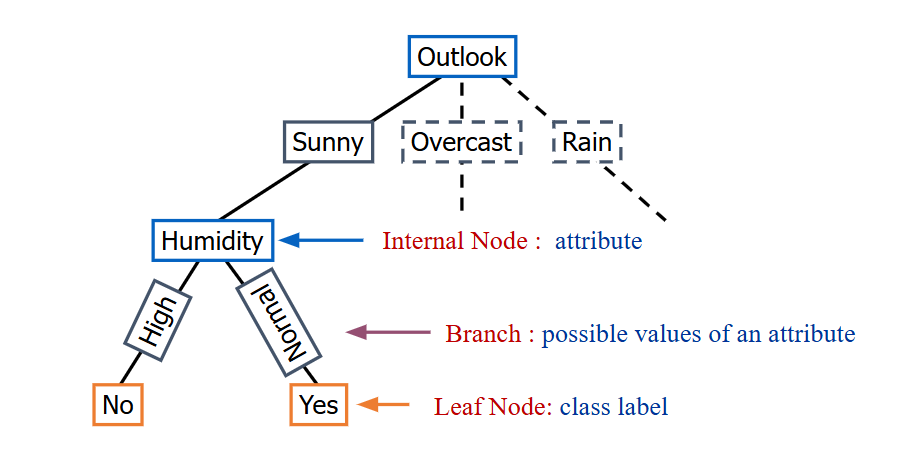 Outlook
Sunny
Overcast
Rain
Humidity
Internal Node : attribute
High
Normal
Branch : possible values of an attribute
No
Yes
Leaf Node: class label